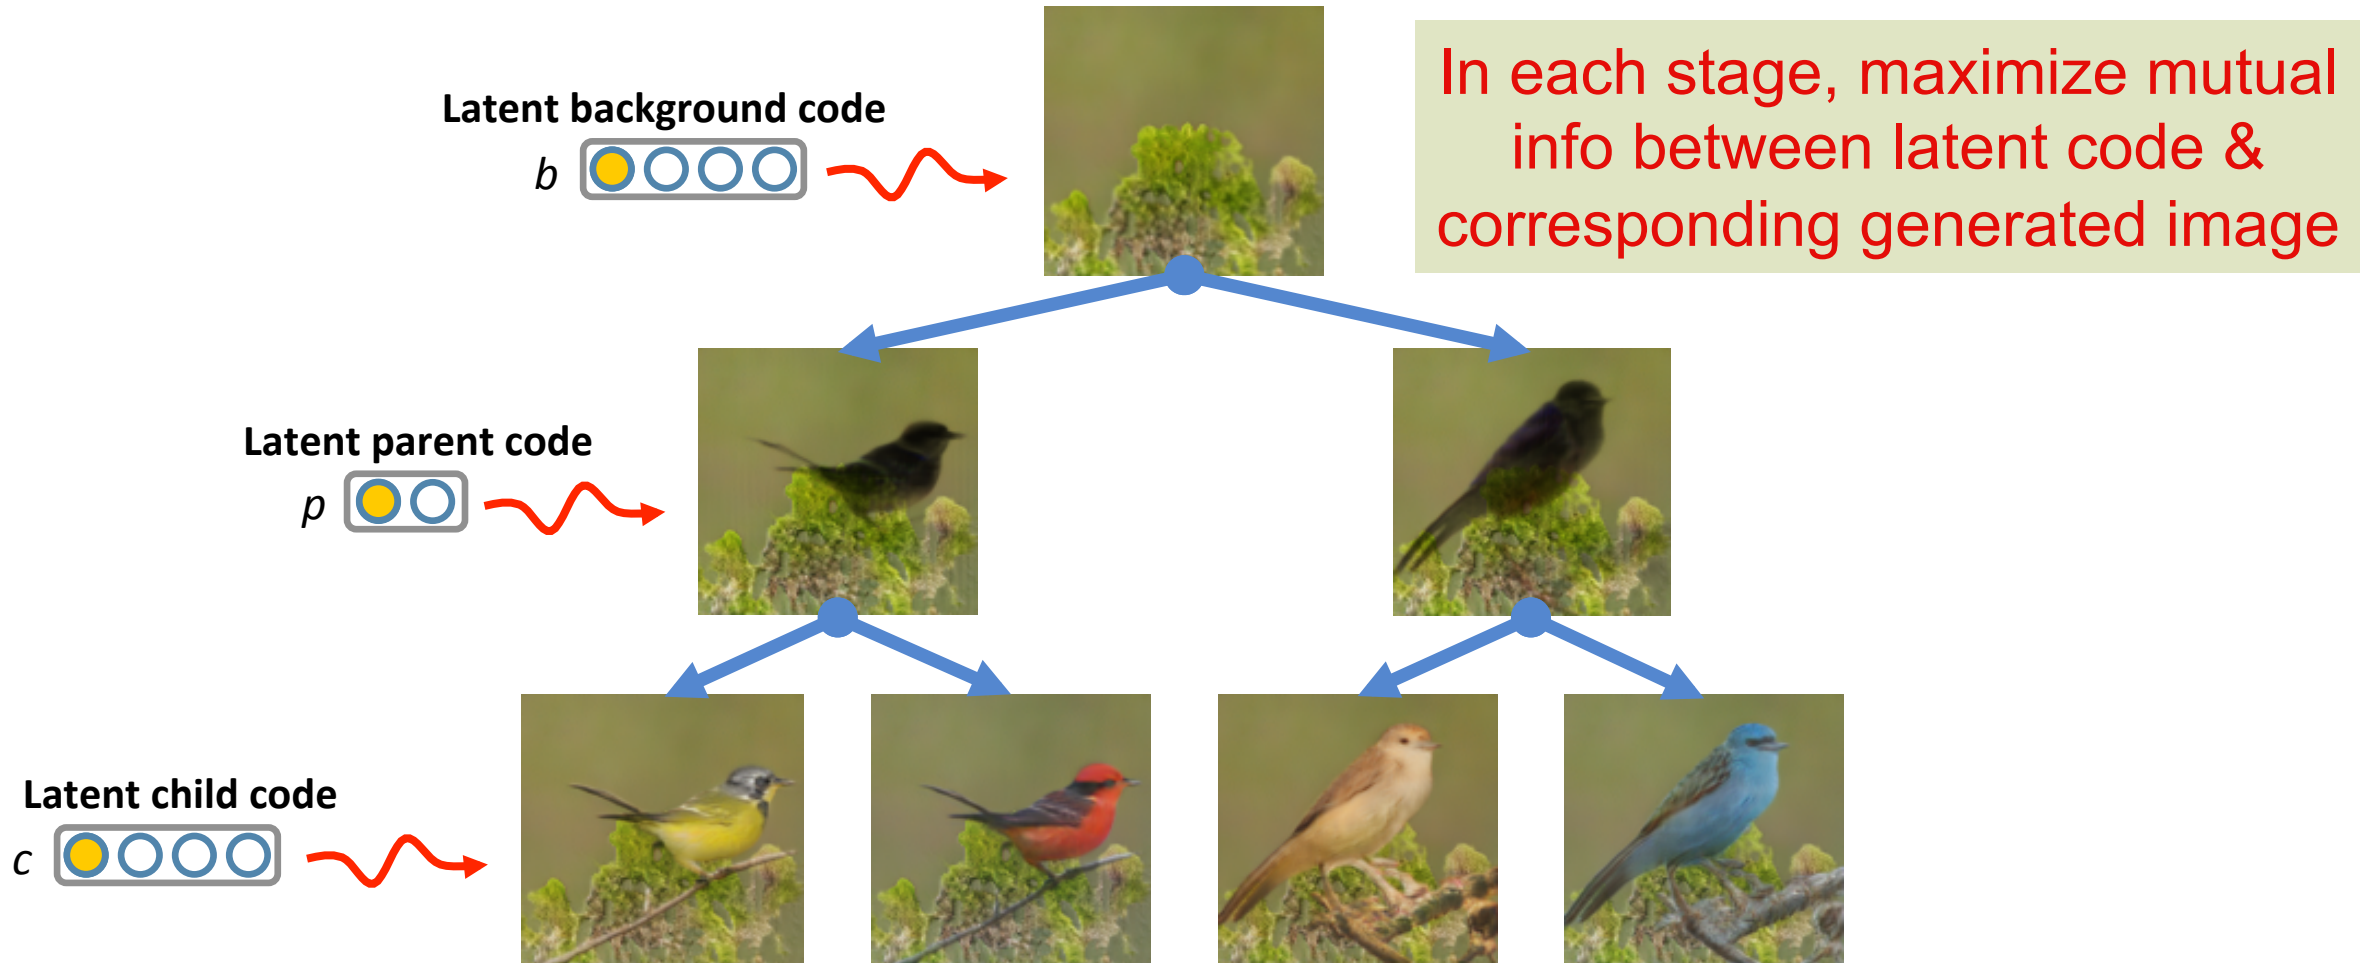 In each stage, maximize mutual
info between latent code &
corresponding generated image
Latent background code
b
Latent parent code
p
Latent child code
c